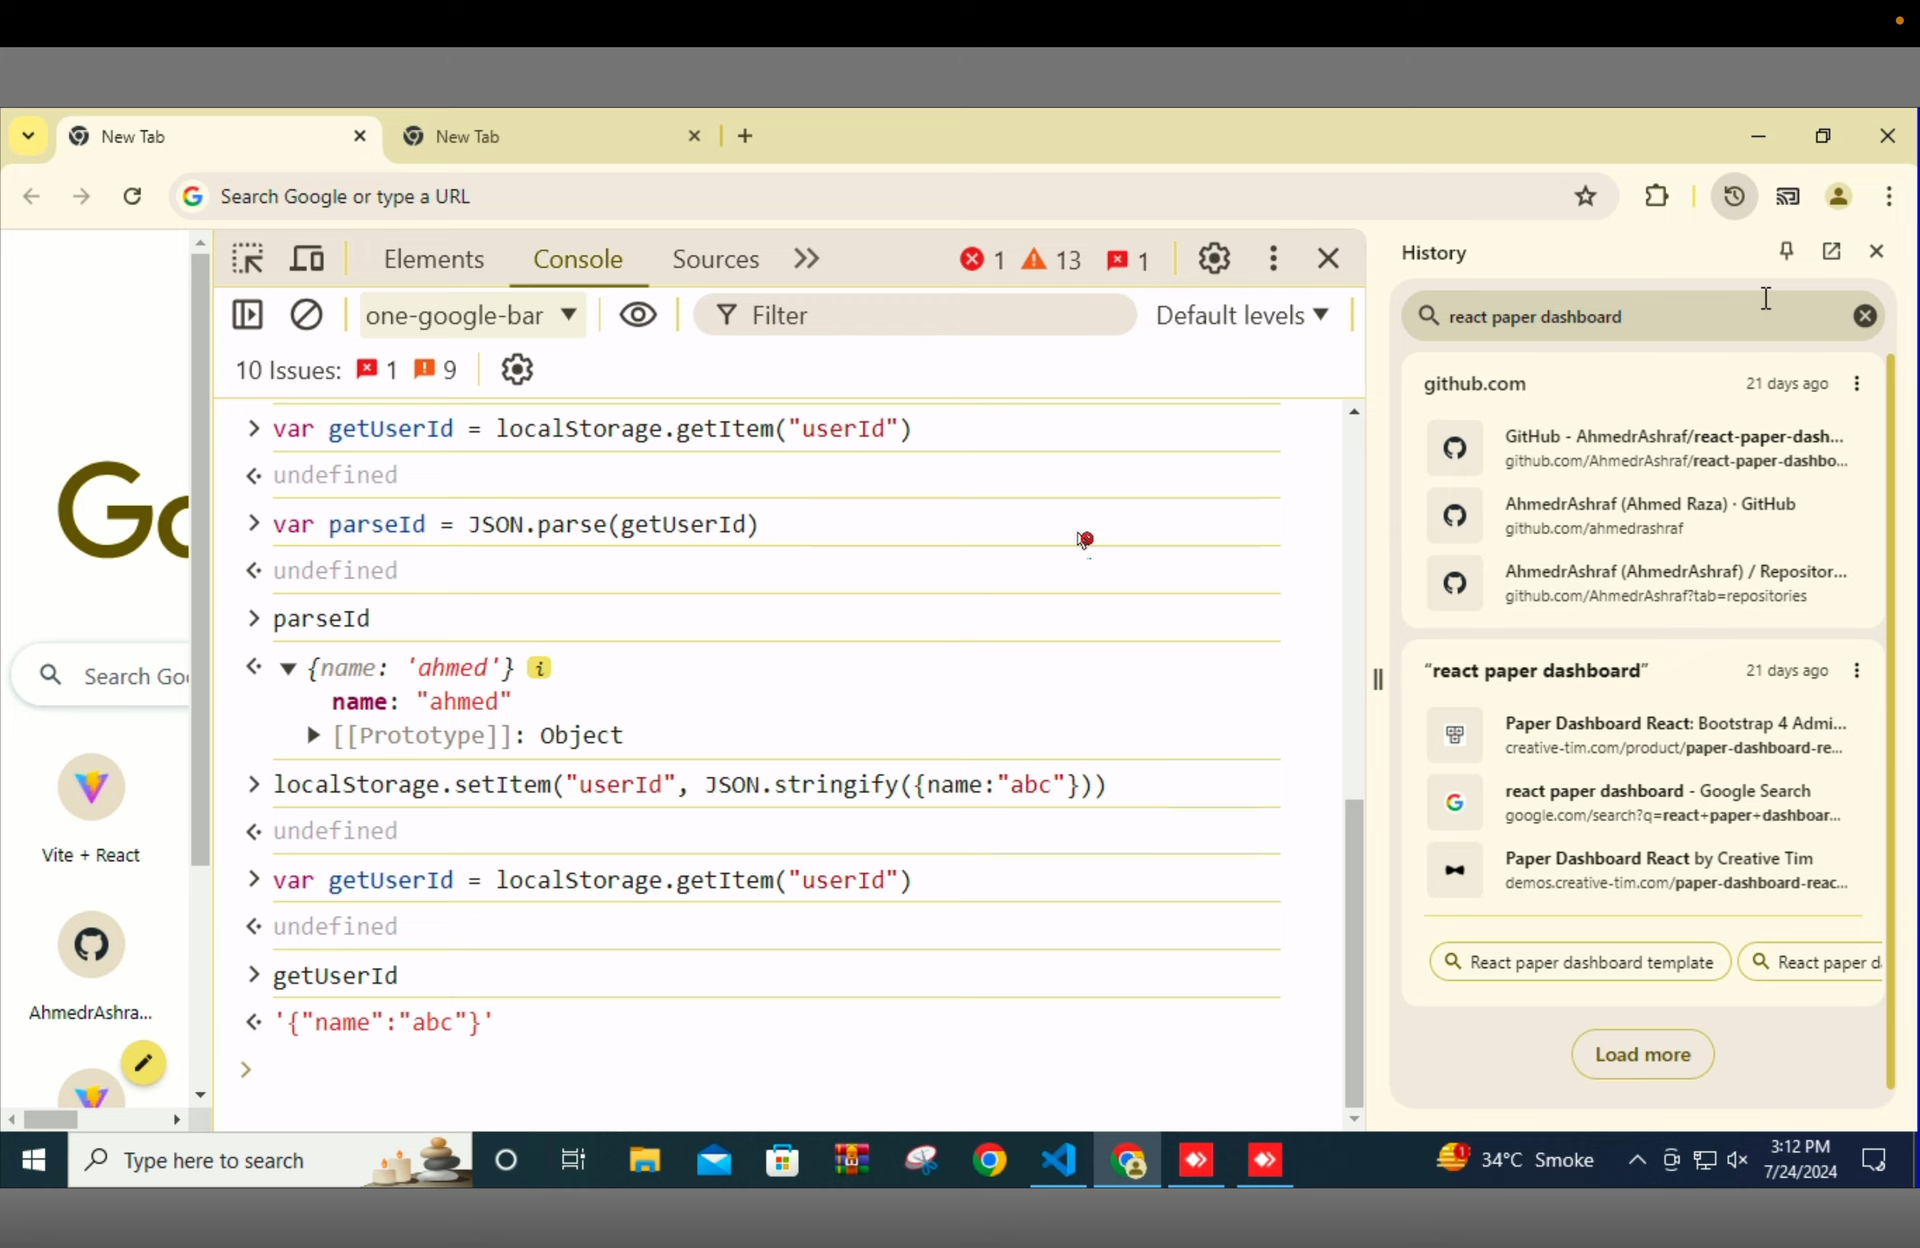 New Tab
New Tab
Search Google or type a URL
Elements
Console
Sources
1
13
1
one-google-bar
Filter
Default levels
10 Issues:
1
9
var getUserId = localStorage.getItem("userId")
undefined
var parseId = JSON.parse(getUserId)
undefined
parseId
{name: 'ahmed'}
name: "ahmed"
[[Prototype]]: Object
localStorage.setItem("userId", JSON.stringify({name:"abc"}))
undefined
var getUserId = localStorage.getItem("userId")
undefined
getUserId
'{"name":"abc"}'
Go
Search Go
Vite + React
AhmedrAshra...
History
react paper dashboard
github.com
21 days ago
GitHub - AhmedrAshraf/react-paper-dash...
github.com/AhmedrAshraf/react-paper-dashbo...
AhmedrAshraf (Ahmed Raza) · GitHub
github.com/ahmedrashraf
AhmedrAshraf (AhmedrAshraf) / Repositor...
github.com/AhmedrAshraf?tab=repositories
“react paper dashboard”
21 days ago
Paper Dashboard React: Bootstrap 4 Admi...
creative-tim.com/product/paper-dashboard-re...
react paper dashboard - Google Search
google.com/search?q=react+paper+dashboar...
Paper Dashboard React by Creative Tim
demos.creative-tim.com/paper-dashboard-reac...
React paper dashboard template
React paper d
Load more
Type here to search
1
34°C Smoke
3:12 PM
7/24/2024